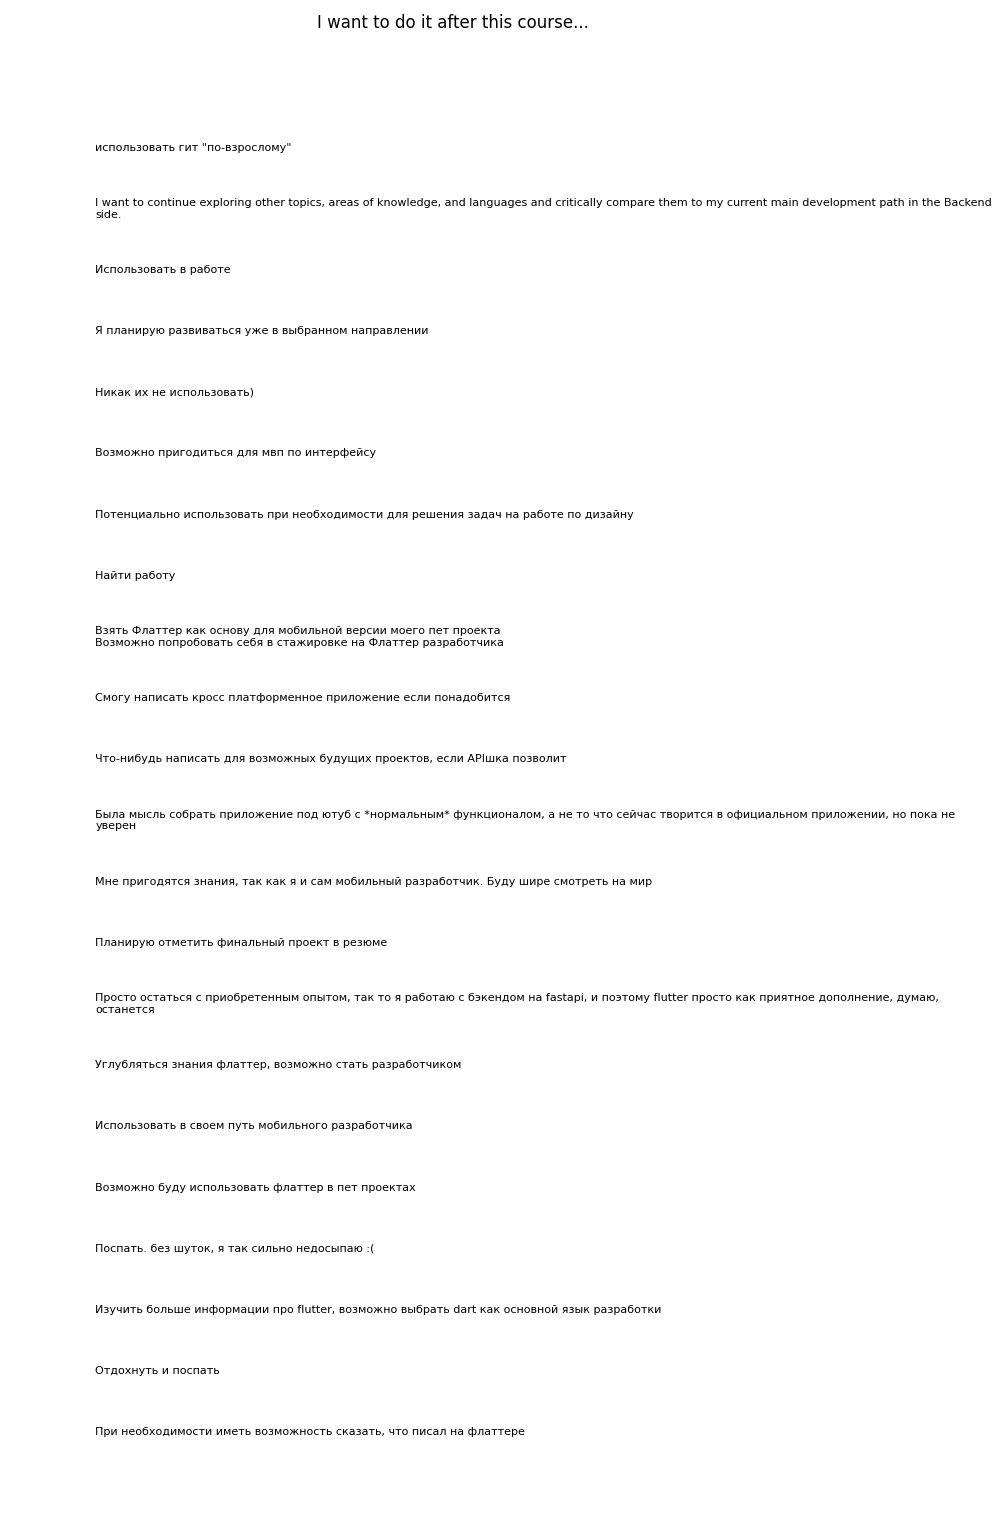 I want to do it after this course...
использовать гит "по-взрослому"
I want to continue exploring other topics, areas of knowledge, and languages and critically compare them to my current main development path in the Backend
side.
Использовать в работе
Я планирую развиваться уже в выбранном направлении
Никак их не использовать)
Возможно пригодиться для мвп по интерфейсу
Потенциально использовать при необходимости для решения задач на работе по дизайну
Найти работу
Взять Флаттер как основу для мобильной версии моего пет проекта
Возможно попробовать себя в стажировке на Флаттер разработчика
Смогу написать кросс платформенное приложение если понадобится
Что-нибудь написать для возможных будущих проектов, если APIшка позволит
Была мысль собрать приложение под ютуб с *нормальным* функционалом, а не то что сейчас творится в официальном приложении, но пока не
уверен
Мне пригодятся знания, так как я и сам мобильный разработчик. Буду шире смотреть на мир
Планирую отметить финальный проект в резюме
Просто остаться с приобретенным опытом, так то я работаю с бэкендом на fastapi, и поэтому flutter просто как приятное дополнение, думаю,
останется
Углубляться знания флаттер, возможно стать разработчиком
Использовать в своем путь мобильного разработчика
Возможно буду использовать флаттер в пет проектах
Поспать. без шуток, я так сильно недосыпаю :(
Изучить больше информации про flutter, возможно выбрать dart как основной язык разработки
Отдохнуть и поспать
При необходимости иметь возможность сказать, что писал на флаттере